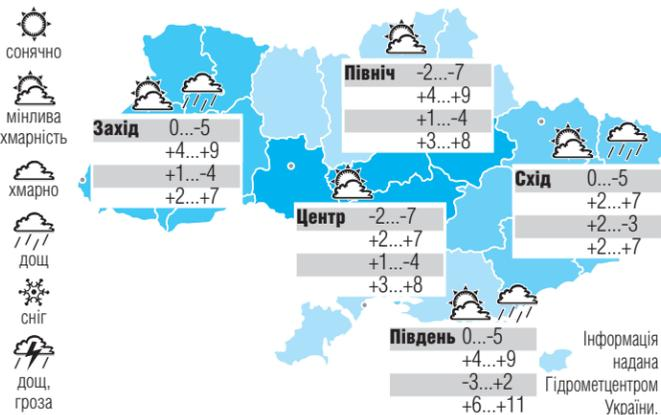 сонячно
мінлива
хмарність
хмарно
дощ
сніг
дощ,
гроза
Північ -2...-7
+4...+9
+1...-4
+3...+8
Захід 0...-5
+4...+9
+1...-4
+2...+7
Схід 0...-5
+2...+7
+2...-3
+2...+7
Центр -2...-7
+2...+7
+1...-4
+3...+8
Південь 0...-5
+4...+9
-3...+2
+6...+11
Інформація
надана
Гідрометцентром
України.